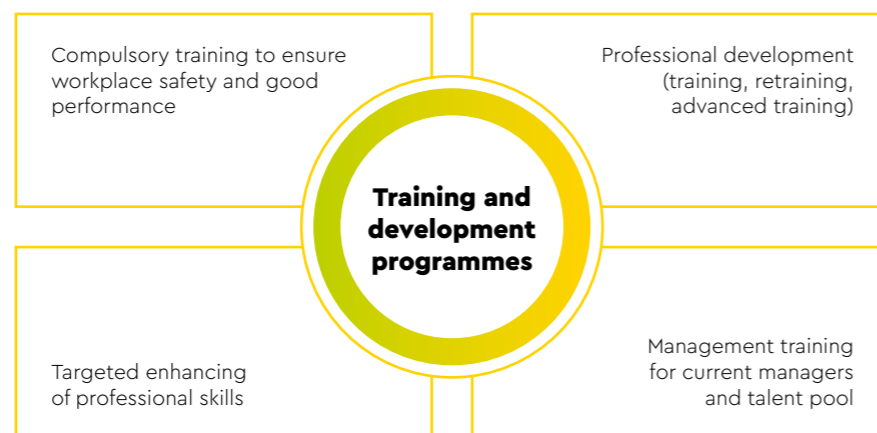 Compulsory training to ensure
workplace safety and good
performance
Professional development
(training, retraining,
advanced training)
Training and
development
programmes
Targeted enhancing
of professional skills
Management training
for current managers
and talent pool